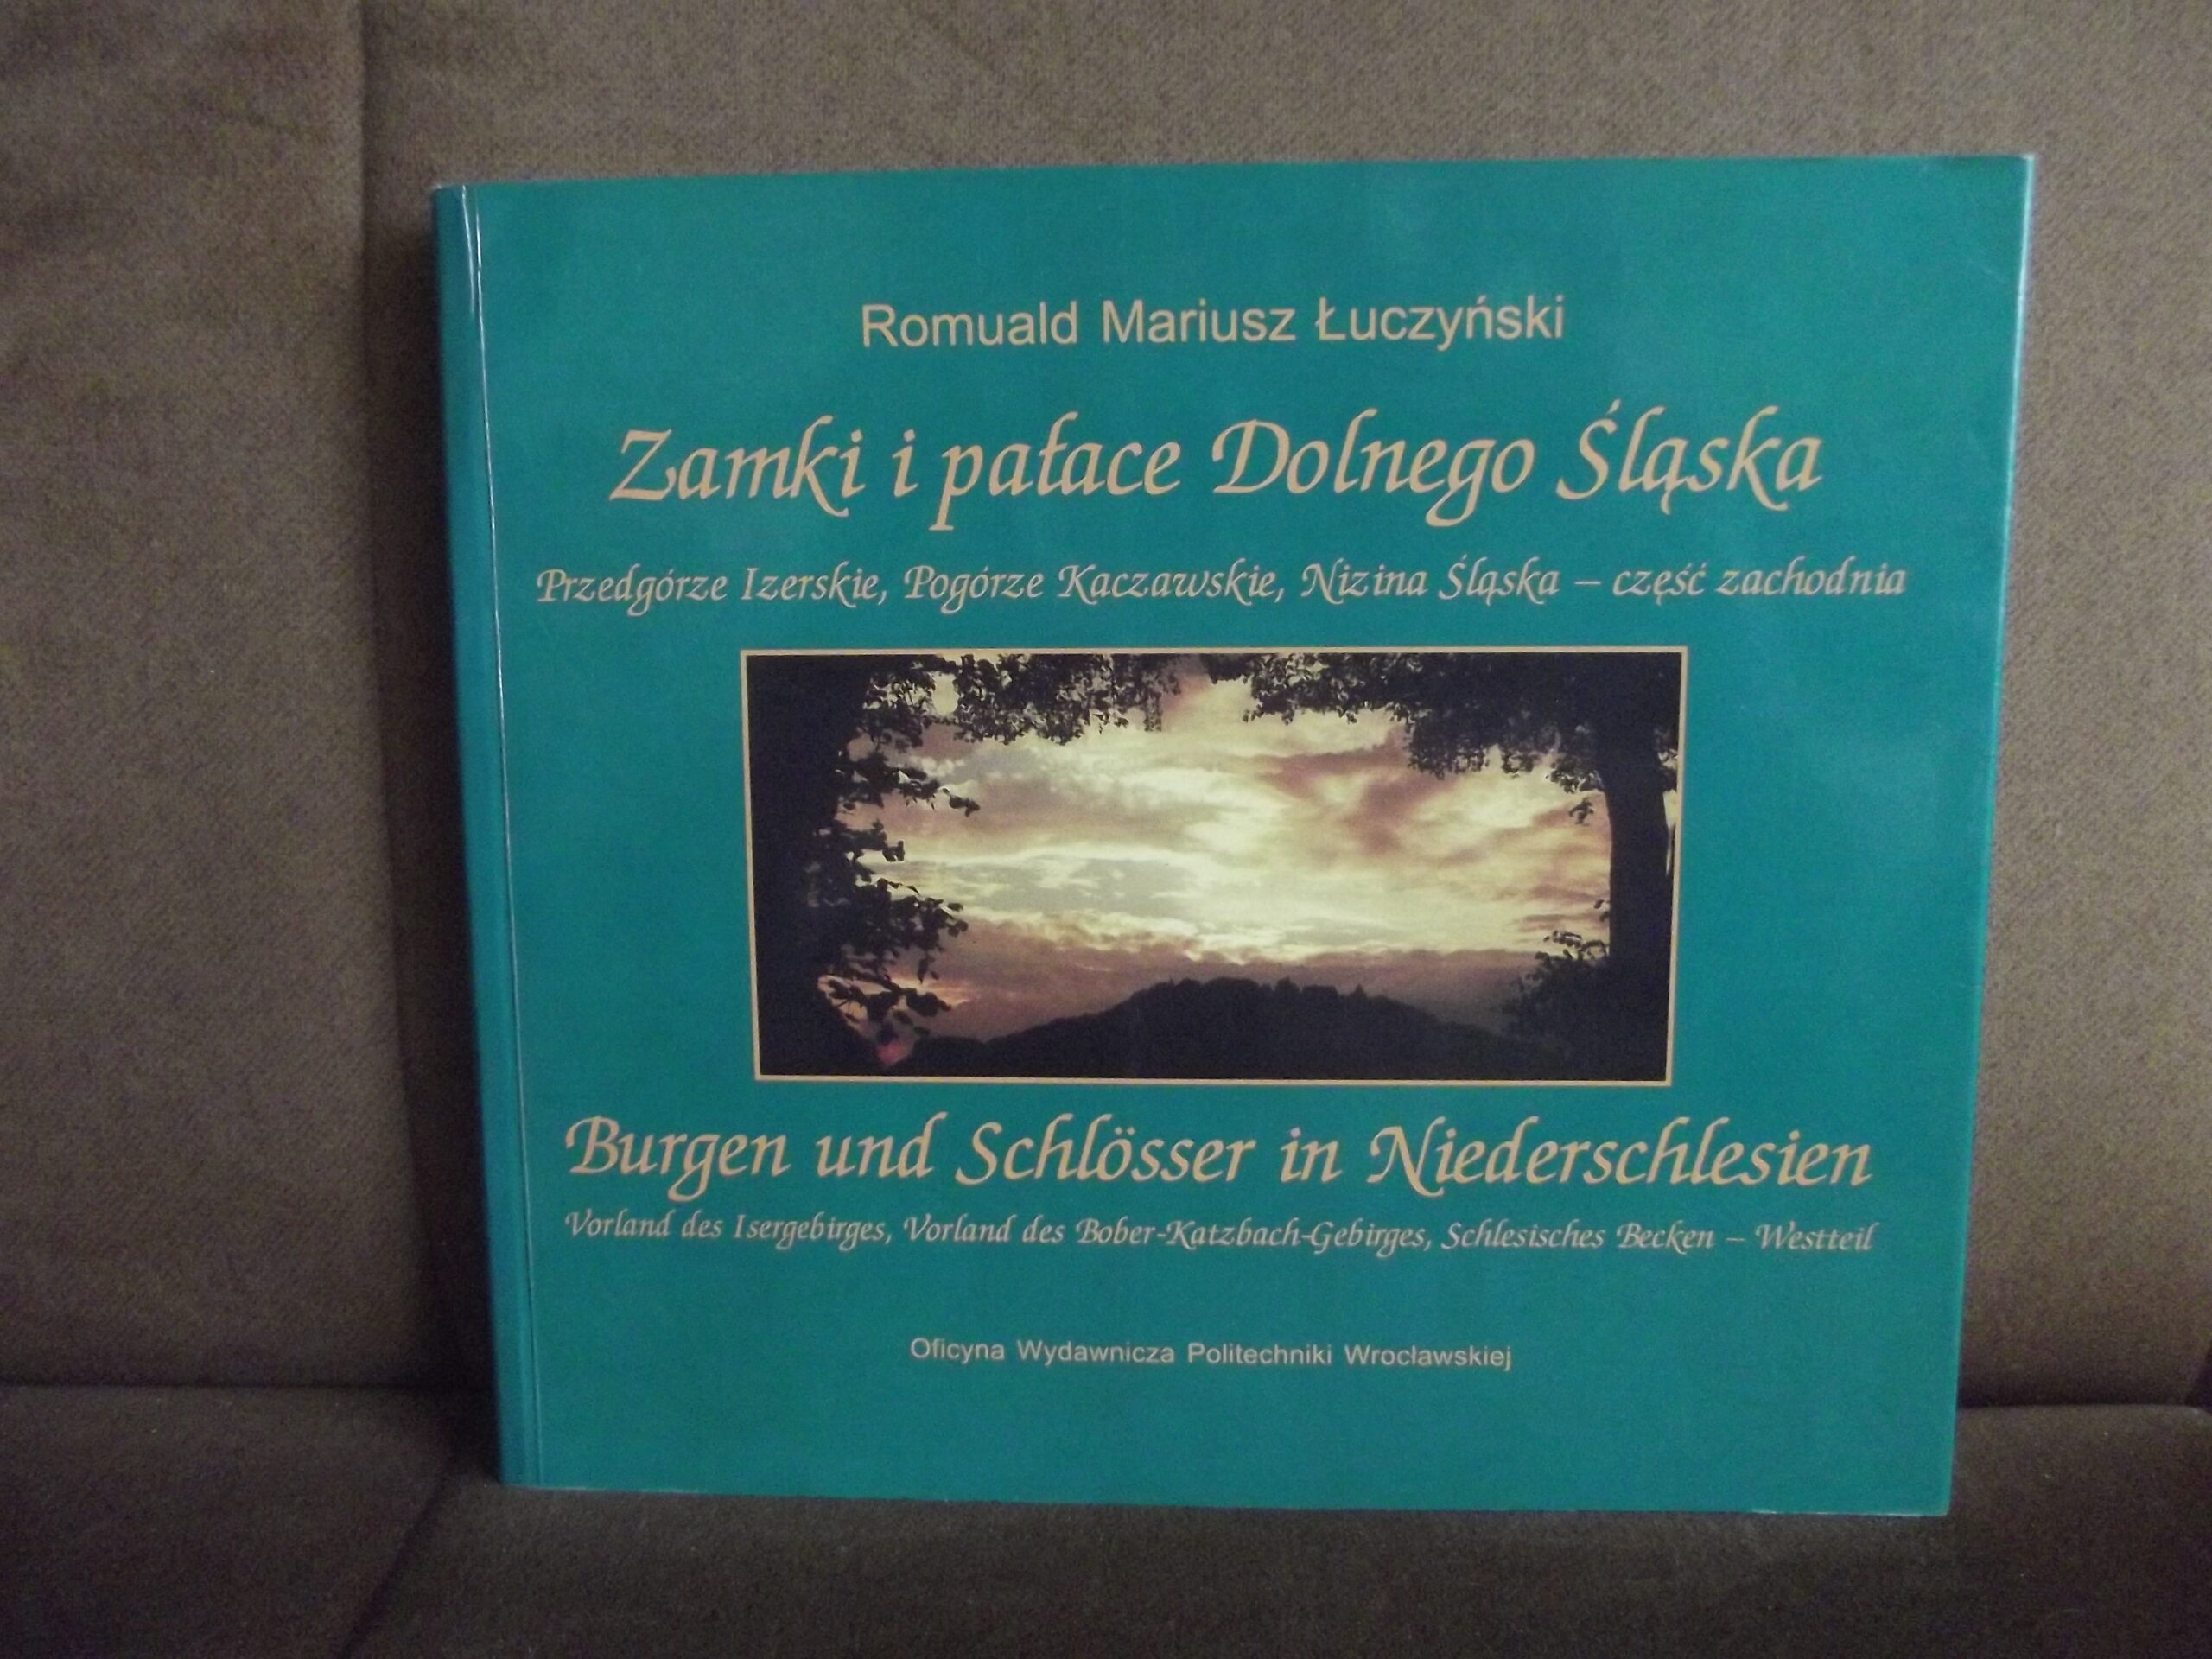 Romuald Mariusz Łuczyński
Zamki i pałace Dolnego Śląska
Przedgórze Izerskie, Pogórze Kaczawskie, Nizina Śląska – część zachodnia
Burgen und Schlösser in Niederschlesien
Vorland des Isergebirges, Vorland des Bober-Katzbach-Gebirges, Schlesisches Becken – Westteil
Oficyna Wydawnicza Politechniki Wrocławskiej